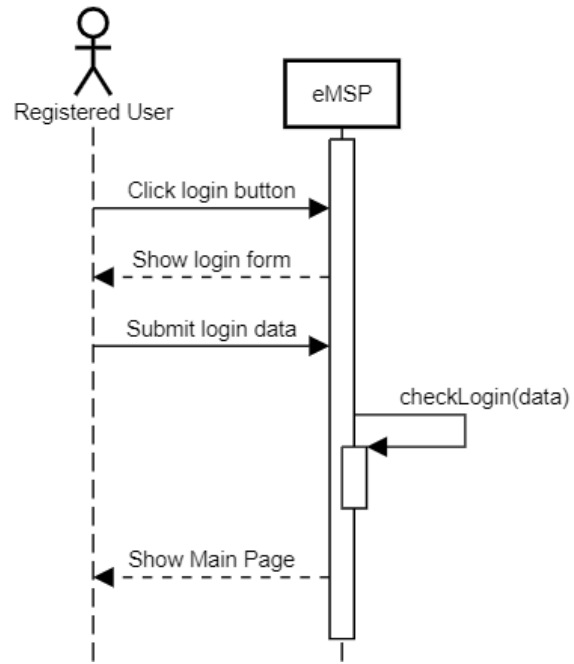 Registered User
eMSP
Click login button
Show login form
Submit login data
checkLogin(data)
Show Main Page